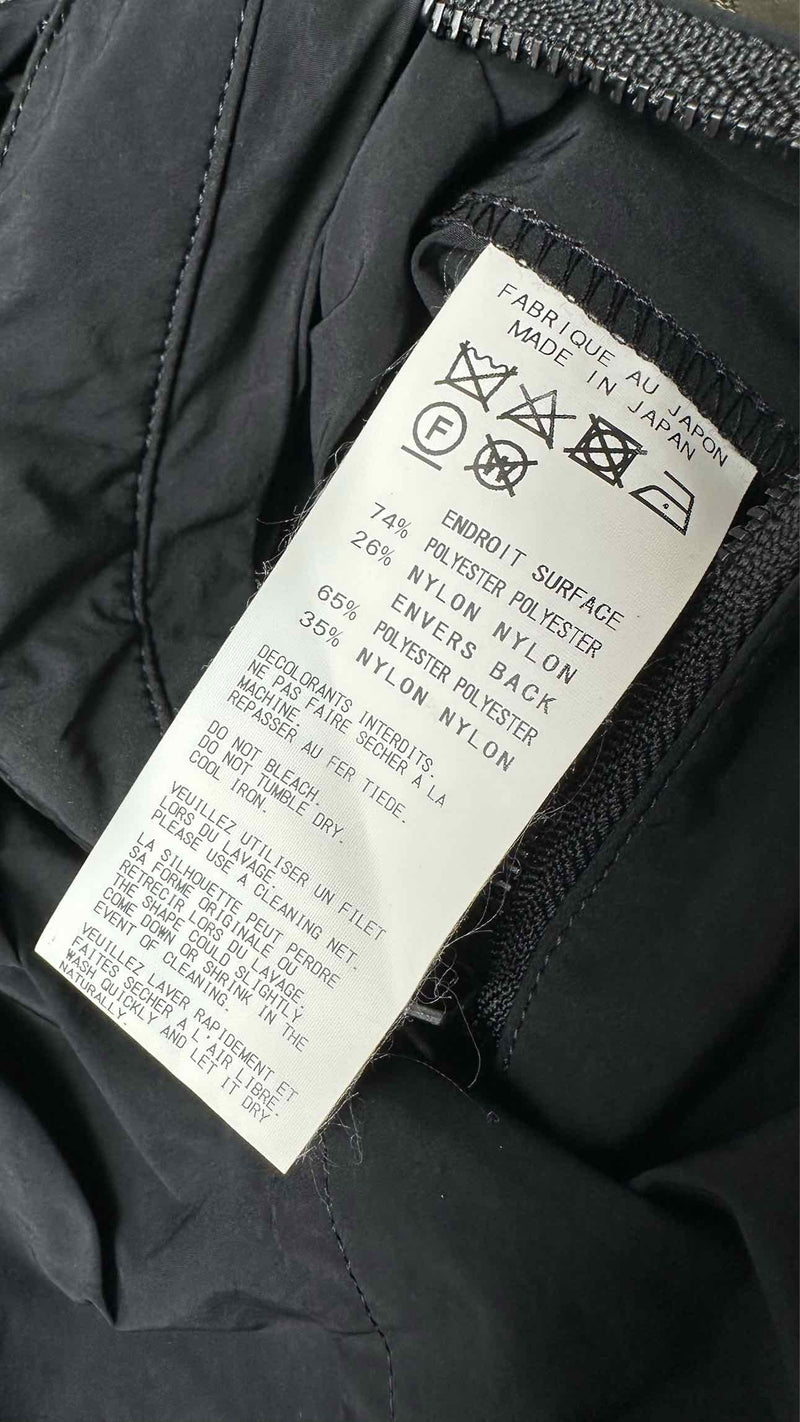 FABRIQUE AU JAPON
MADE IN JAPAN
F W
ENDROIT SURFACE
74% POLYESTER POLYESTER
26% NYLON NYLON
ENVERS BACK
65% POLYESTER POLYESTER
35% NYLON NYLON
DECOLORANTS INTERDITS.
NE PAS FAIRE SECHER A LA
MACHINE.
REPASSER AU FER TIEDE.
DO NOT BLEACH.
DO NOT TUMBLE DRY.
COOL IRON.
VEUILLEZ UTILISER UN FILET
LORS DU LAVAGE.
PLEASE USE A CLEANING NET.
LA SILHOUETTE PEUT PERDRE
SA FORME ORIGINALE OU
RETRECIR LORS DU LAVAGE.
THE SHAPE COULD SLIGHTLY
COME DOWN OR SHRINK IN THE
EVENT OF CLEANING.
VEUILLEZ LAVER RAPIDEMENT ET
FAITES SECHER A L'AIR LIBRE.
WASH QUICKLY AND LET IT DRY
NATURALLY.